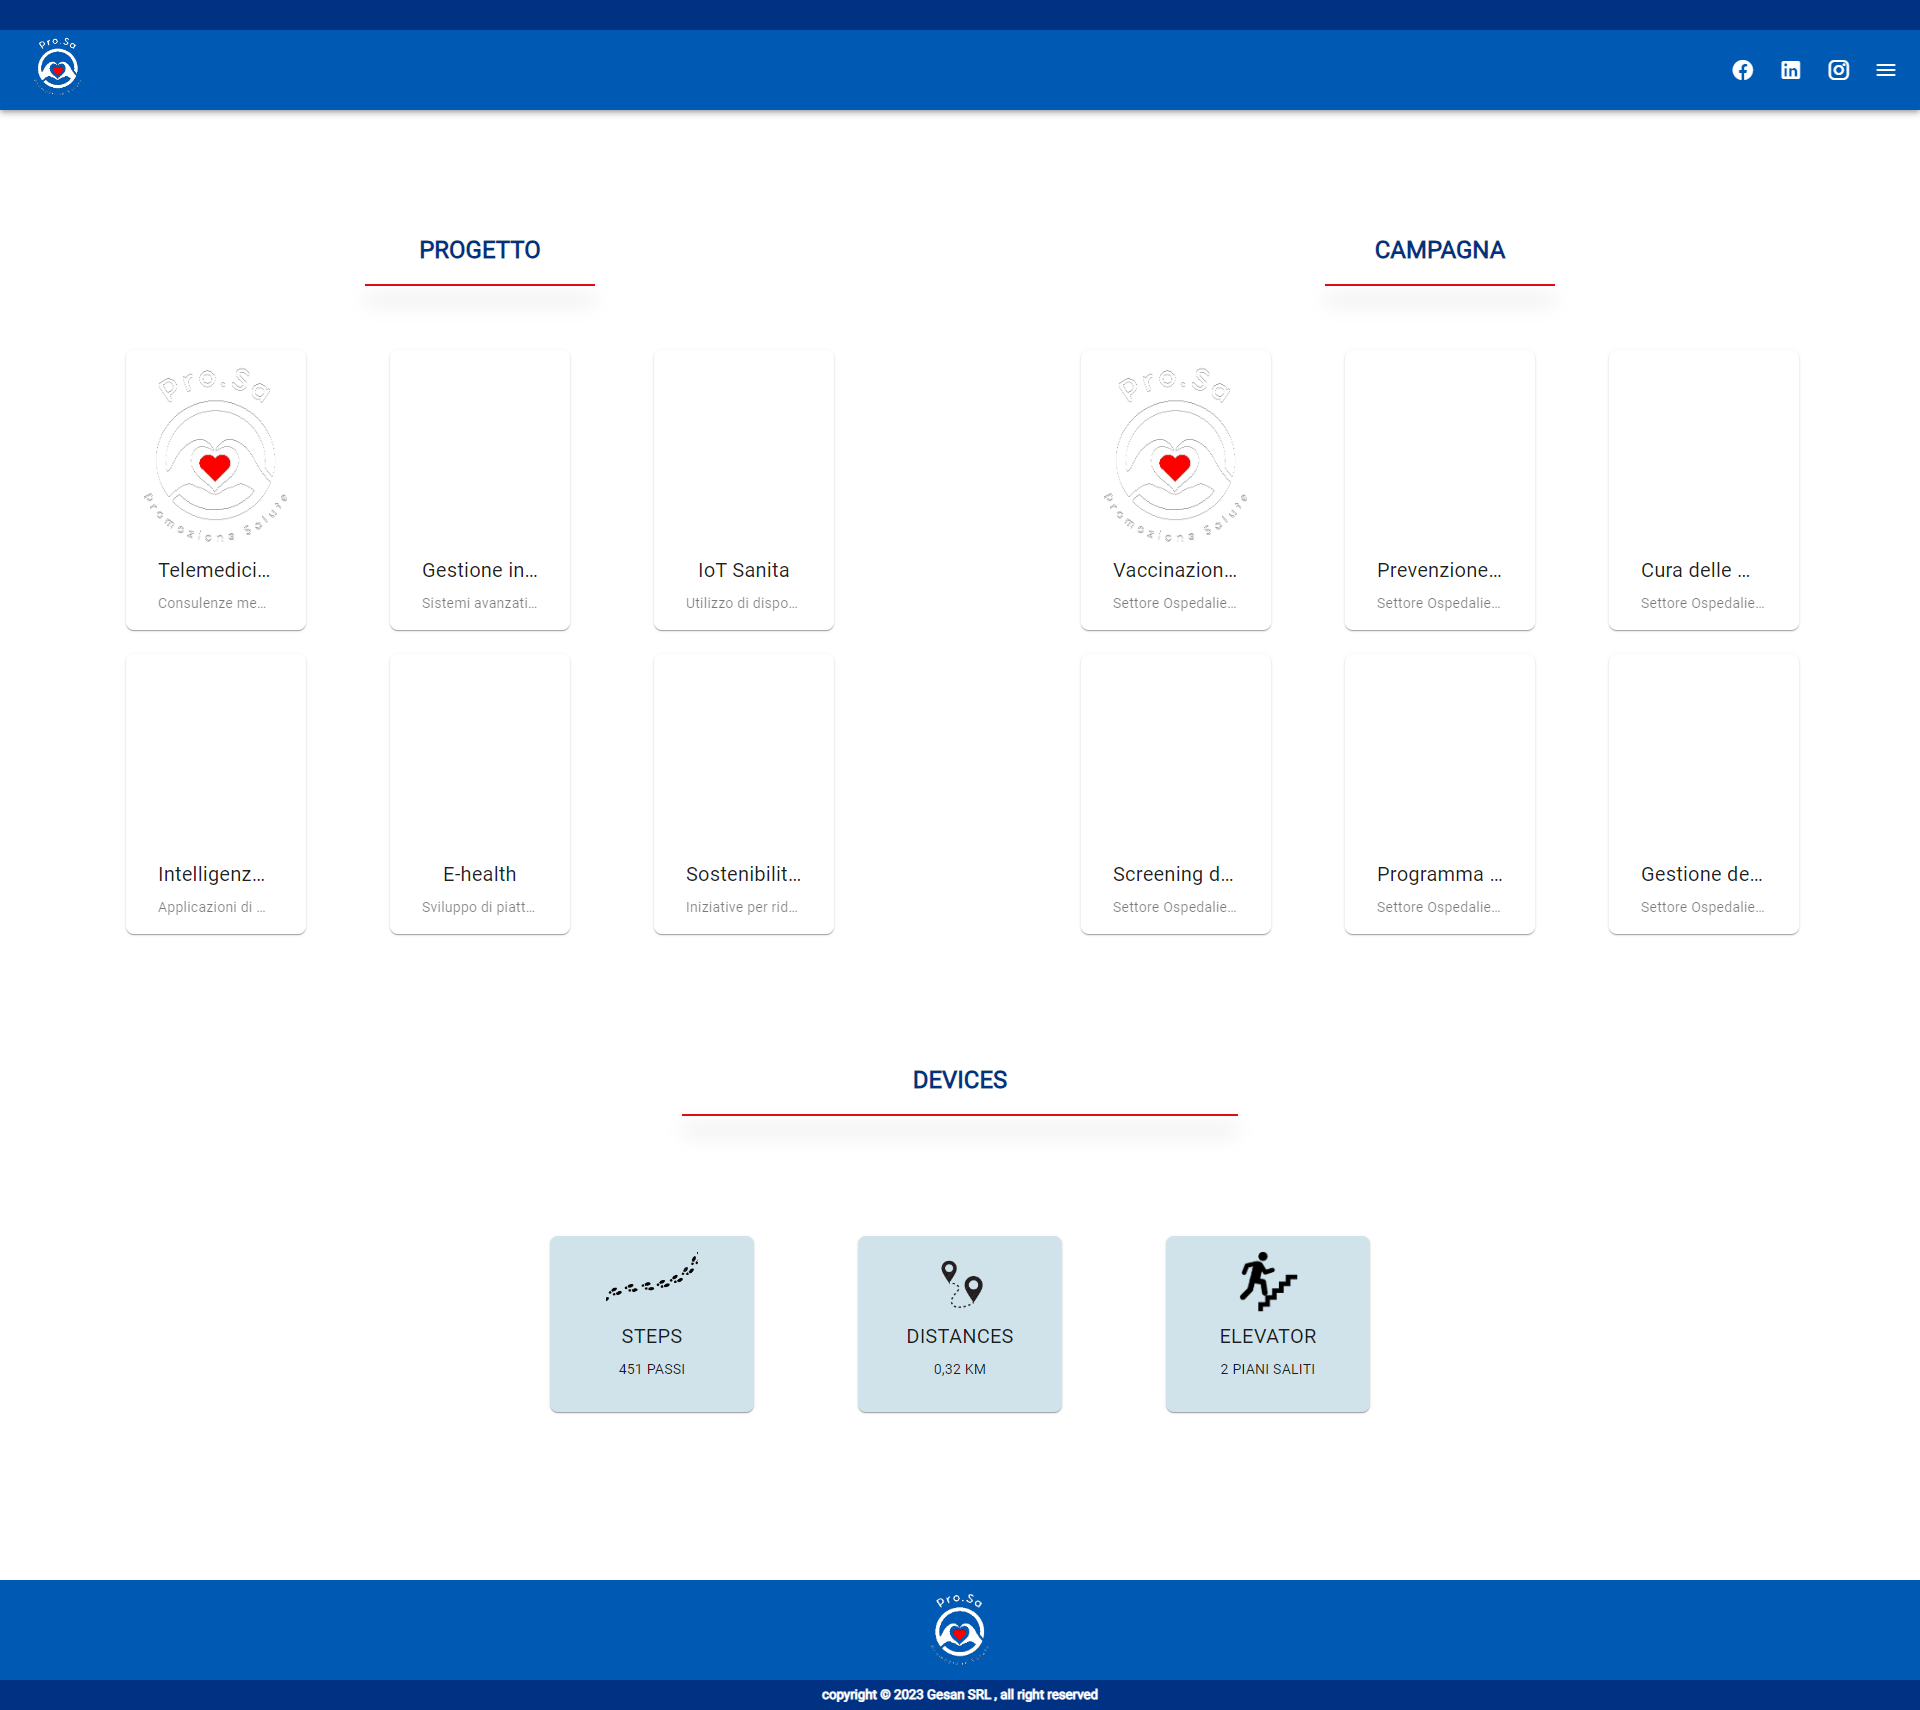 Pro.Sa
PROGETTO
CAMPAGNA
Pro.Sa
Promozione Salute
Telemedici...
Consulenze me...
Gestione in...
Sistemi avanzati...
IoT Sanita
Utilizzo di dispo...
Pro.Sa
Promozione Salute
Vaccinazion...
Settore Ospedalie...
Prevenzione...
Settore Ospedalie...
Cura delle ...
Settore Ospedalie...
Intelligenz...
Applicazioni di ...
E-health
Sviluppo di piatt...
Sostenibilit...
Iniziative per rid...
Screening d...
Settore Ospedalie...
Programma ...
Settore Ospedalie...
Gestione de...
Settore Ospedalie...
DEVICES
STEPS
451 PASSI
DISTANCES
0,32 KM
ELEVATOR
2 PIANI SALITI
Pro.Sa
copyright © 2023 Gesan SRL , all right reserved